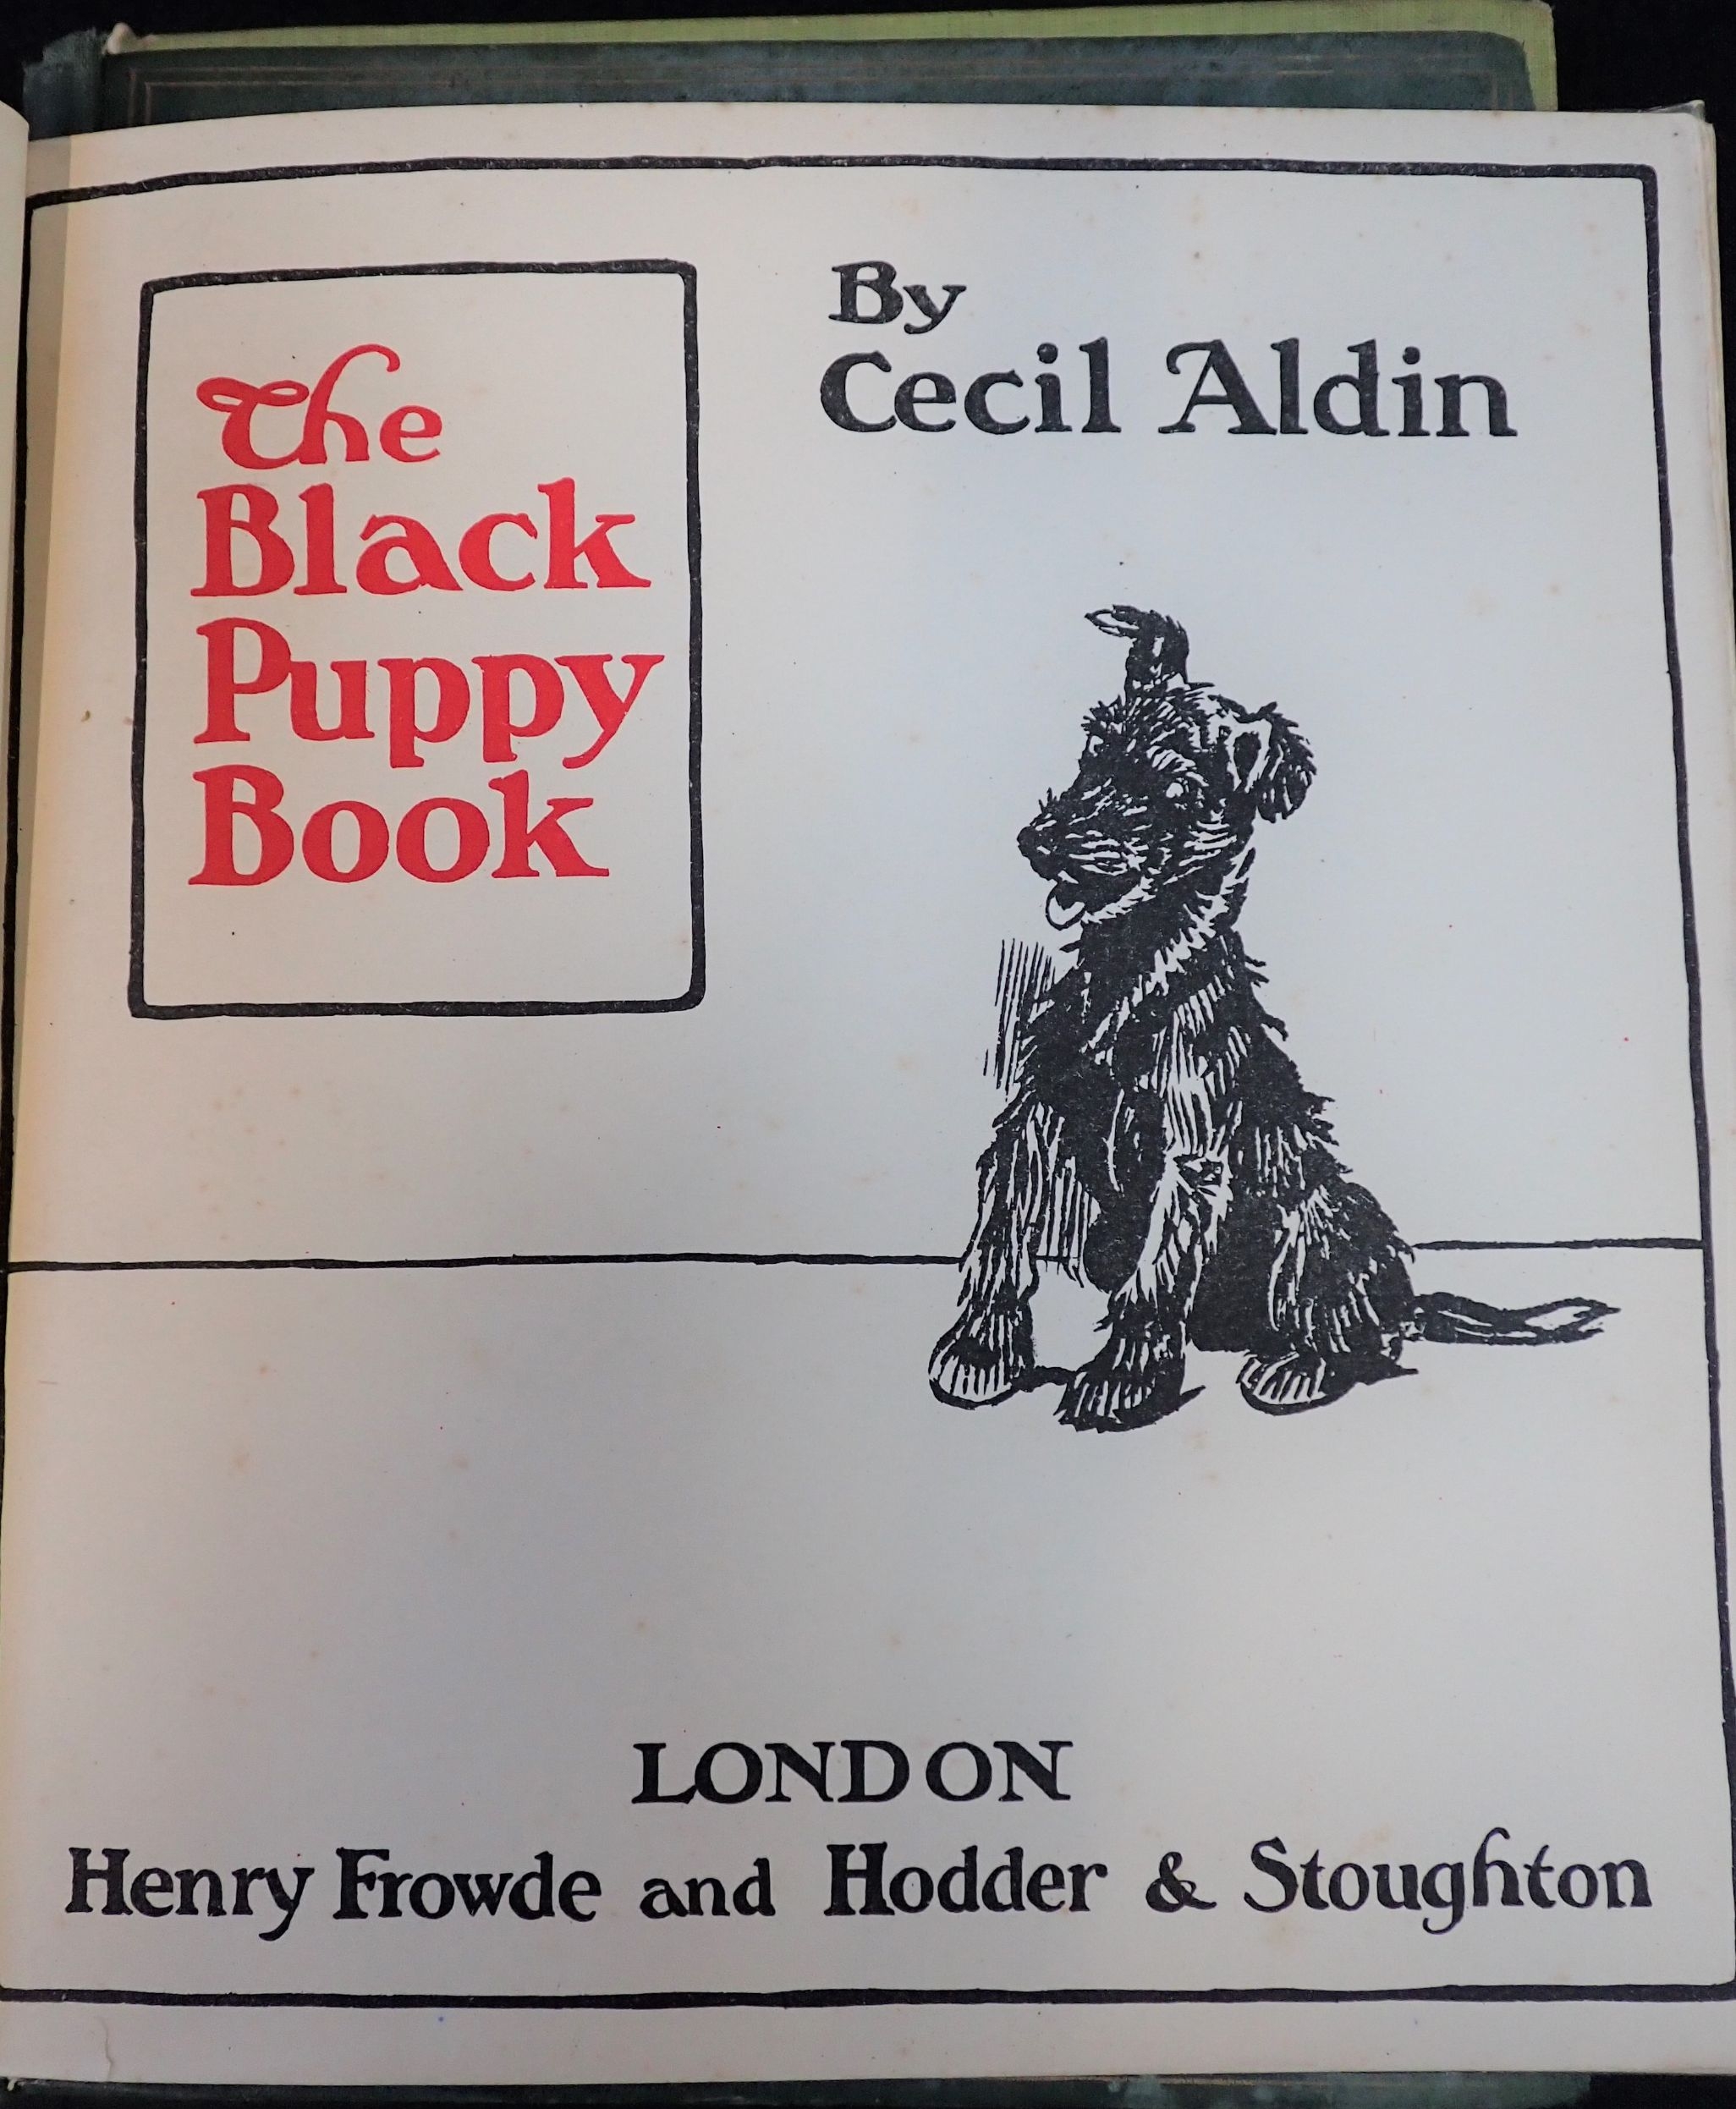 The
Black
Puppy
Book
By
Cecil Aldin
LONDON
Henry Frowde and Hodder & Stoughton